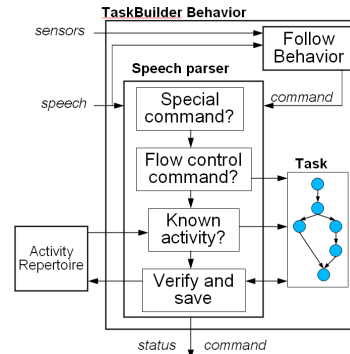 TaskBuilder Behavior
sensors
Follow
Behavior
Speech parser
speech
command
Special
command?
Flow control
command?
Task
Known
activity?
Activity
Repertoire
Verify and
save
status command